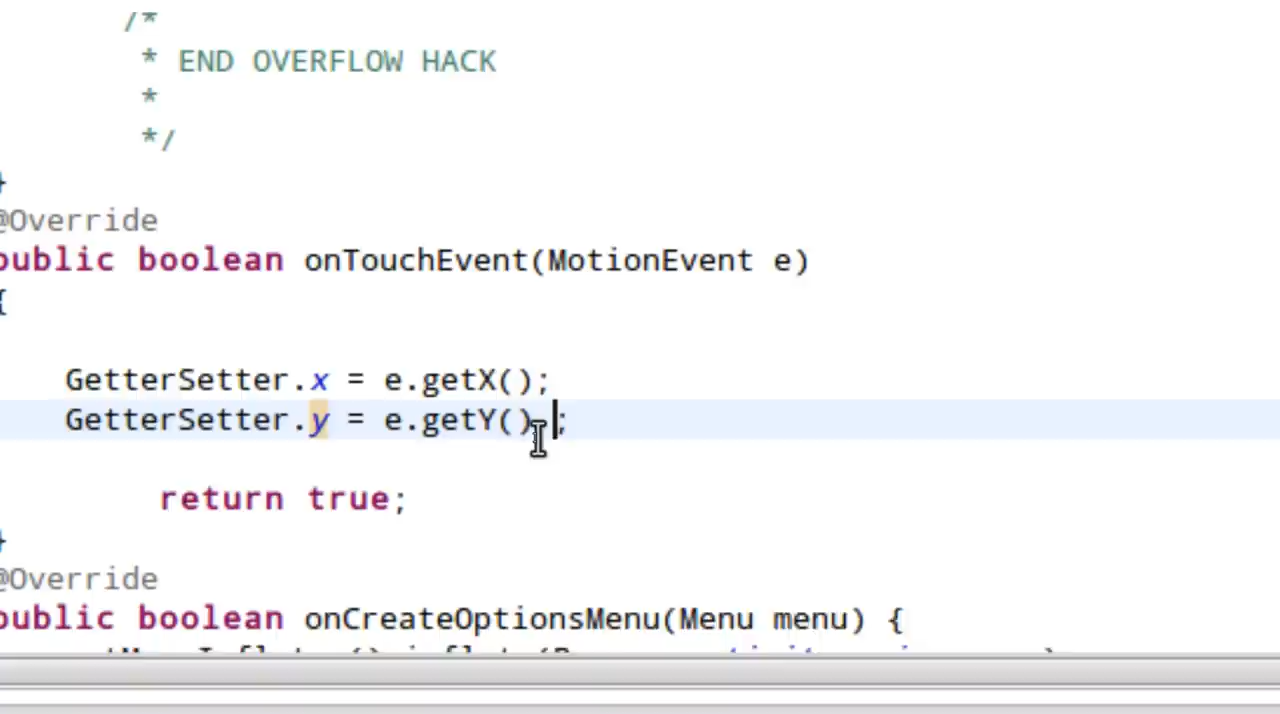 /*
* END OVERFLOW HACK
*
*/
}
@Override
public boolean onTouchEvent(MotionEvent e)
{
GetterSetter.x = e.getX();
GetterSetter.y = e.getY() ;
return true;
}
@Override
public boolean onCreateOptionsMenu(Menu menu) {